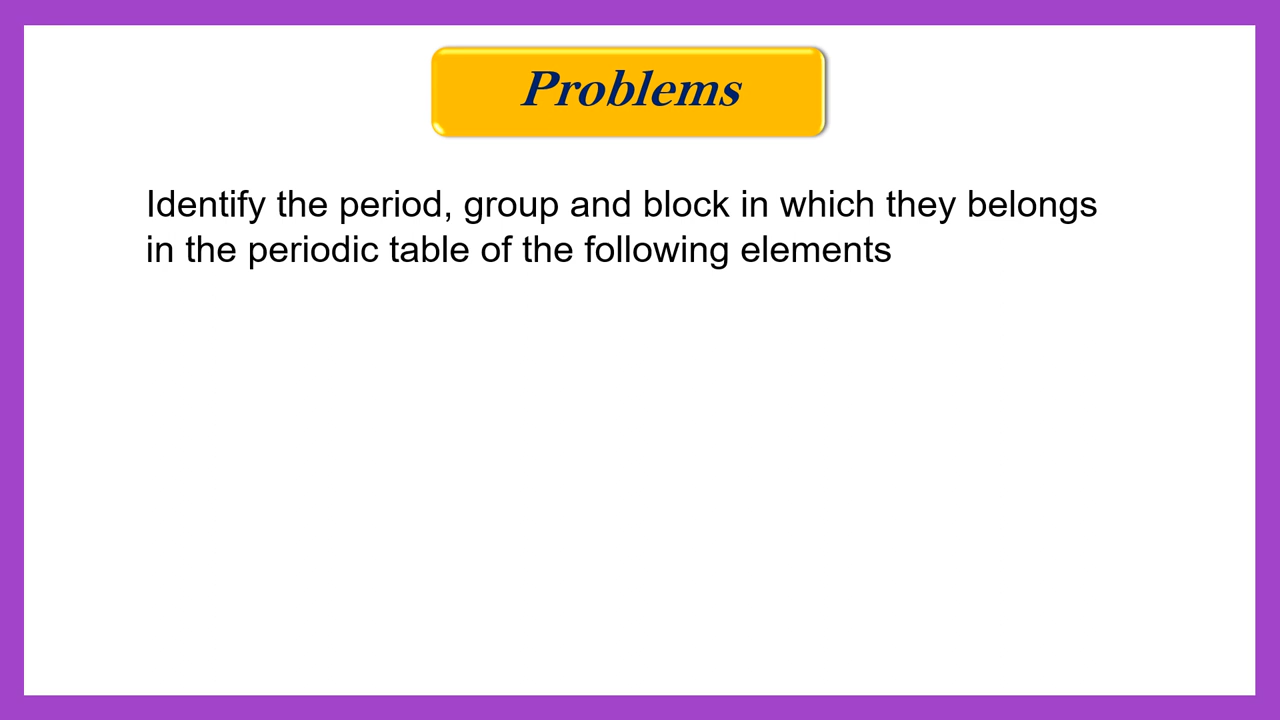 Problems
Identify the period, group and block in which they belongs
in the periodic table of the following elements